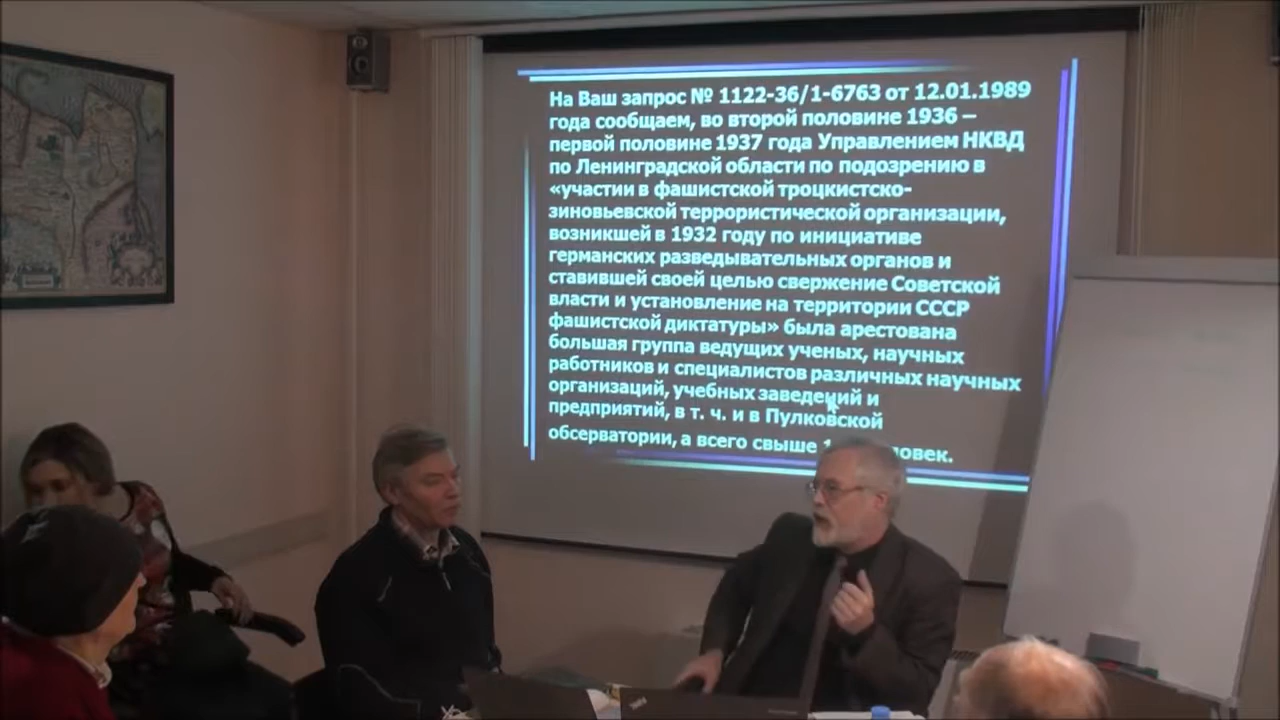 На Ваш запрос № 1122-36/1-6763 от 12.01.1989
года сообщаем, во второй половине 1936 –
первой половине 1937 года Управлением НКВД
по Ленинградской области по подозрению в
«участии в фашистской троцкистско-
зиновьевской террористической организации,
возникшей в 1932 году по инициативе
германских разведывательных органов и
ставившей своей целью свержение Советской
власти и установление на территории СССР
фашистской диктатуры» была арестована
большая группа ведущих ученых, научных
работников и специалистов различных научных
организаций, учебных заведений и
предприятий, в т. ч. и в Пулковской
обсерватории, а всего свыше